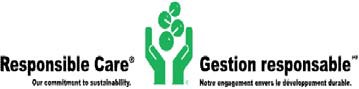 Responsible Care®
Our commitment to sustainability.
Gestion responsable
Notre engagement envers le développement durable.